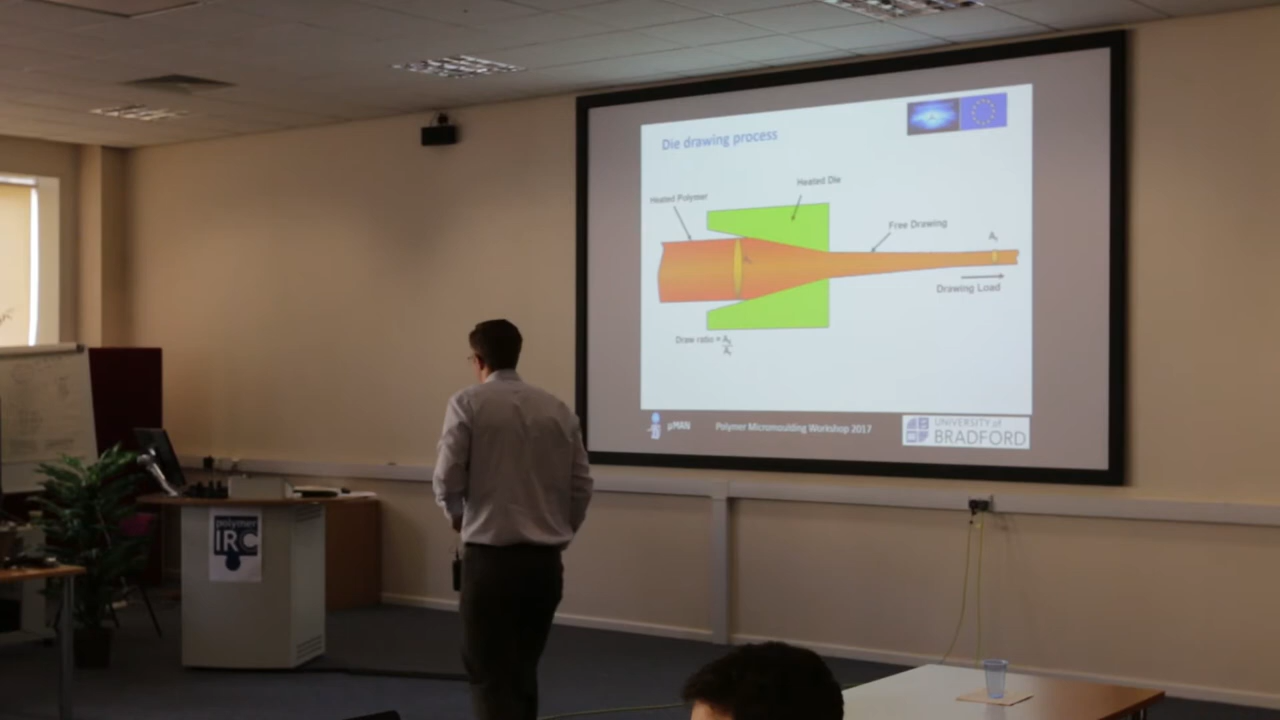 Die drawing process
Heated Polymer
Heated Die
Free Drawing
Drawing Load
Draw ratio =
µMAN
Polymer Micromoulding Workshop 2017
UNIVERSITY of
BRADFORD
polymer
IRC